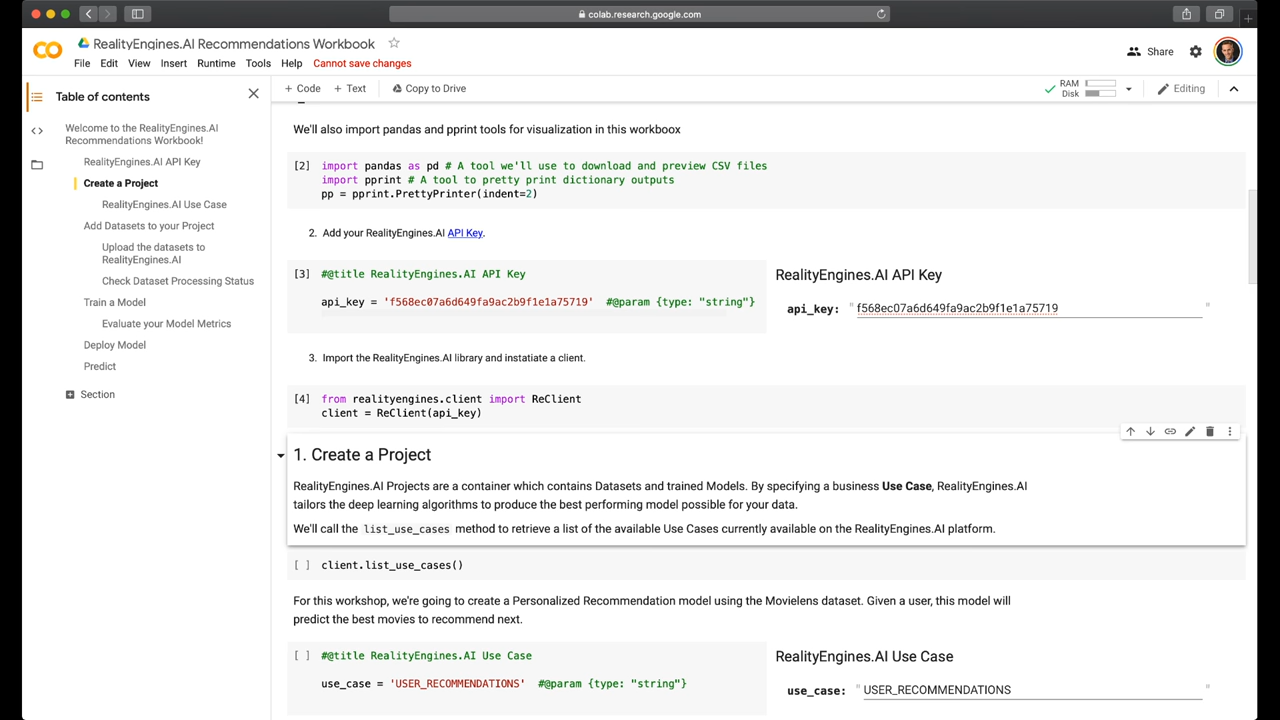 colab.research.google.com
RealityEngines.AI Recommendations Workbook
File Edit View Insert Runtime Tools Help Cannot save changes
Share
Table of contents
+ Code + Text Copy to Drive
RAM
Disk
Editing
Welcome to the RealityEngines.AI
Recommendations Workbook!
RealityEngines.AI API Key
Create a Project
RealityEngines.AI Use Case
Add Datasets to your Project
Upload the datasets to
RealityEngines.AI
Check Dataset Processing Status
Train a Model
Evaluate your Model Metrics
Deploy Model
Predict
Section
We'll also import pandas and pprint tools for visualization in this workboox
[2] import pandas as pd # A tool we'll use to download and preview CSV files
import pprint # A tool to pretty print dictionary outputs
pp = pprint.PrettyPrinter(indent=2)
2. Add your RealityEngines.AI API Key.
[3] #@title RealityEngines.AI API Key
api_key = 'f568ec07a6d649fa9ac2b9f1e1a75719' #@param {type: "string"}
RealityEngines.AI API Key
api_key: "f568ec07a6d649fa9ac2b9f1e1a75719"
3. Import the RealityEngines.AI library and instatiate a client.
[4] from realityengines.client import ReClient
client = ReClient(api_key)
1. Create a Project
RealityEngines.AI Projects are a container which contains Datasets and trained Models. By specifying a business Use Case, RealityEngines.AI
tailors the deep learning algorithms to produce the best performing model possible for your data.
We'll call the list_use_cases method to retrieve a list of the available Use Cases currently available on the RealityEngines.AI platform.
[ ] client.list_use_cases()
For this workshop, we're going to create a Personalized Recommendation model using the Movielens dataset. Given a user, this model will
predict the best movies to recommend next.
[ ] #@title RealityEngines.AI Use Case
use_case = 'USER_RECOMMENDATIONS' #@param {type: "string"}
RealityEngines.AI Use Case
use_case: "USER_RECOMMENDATIONS"